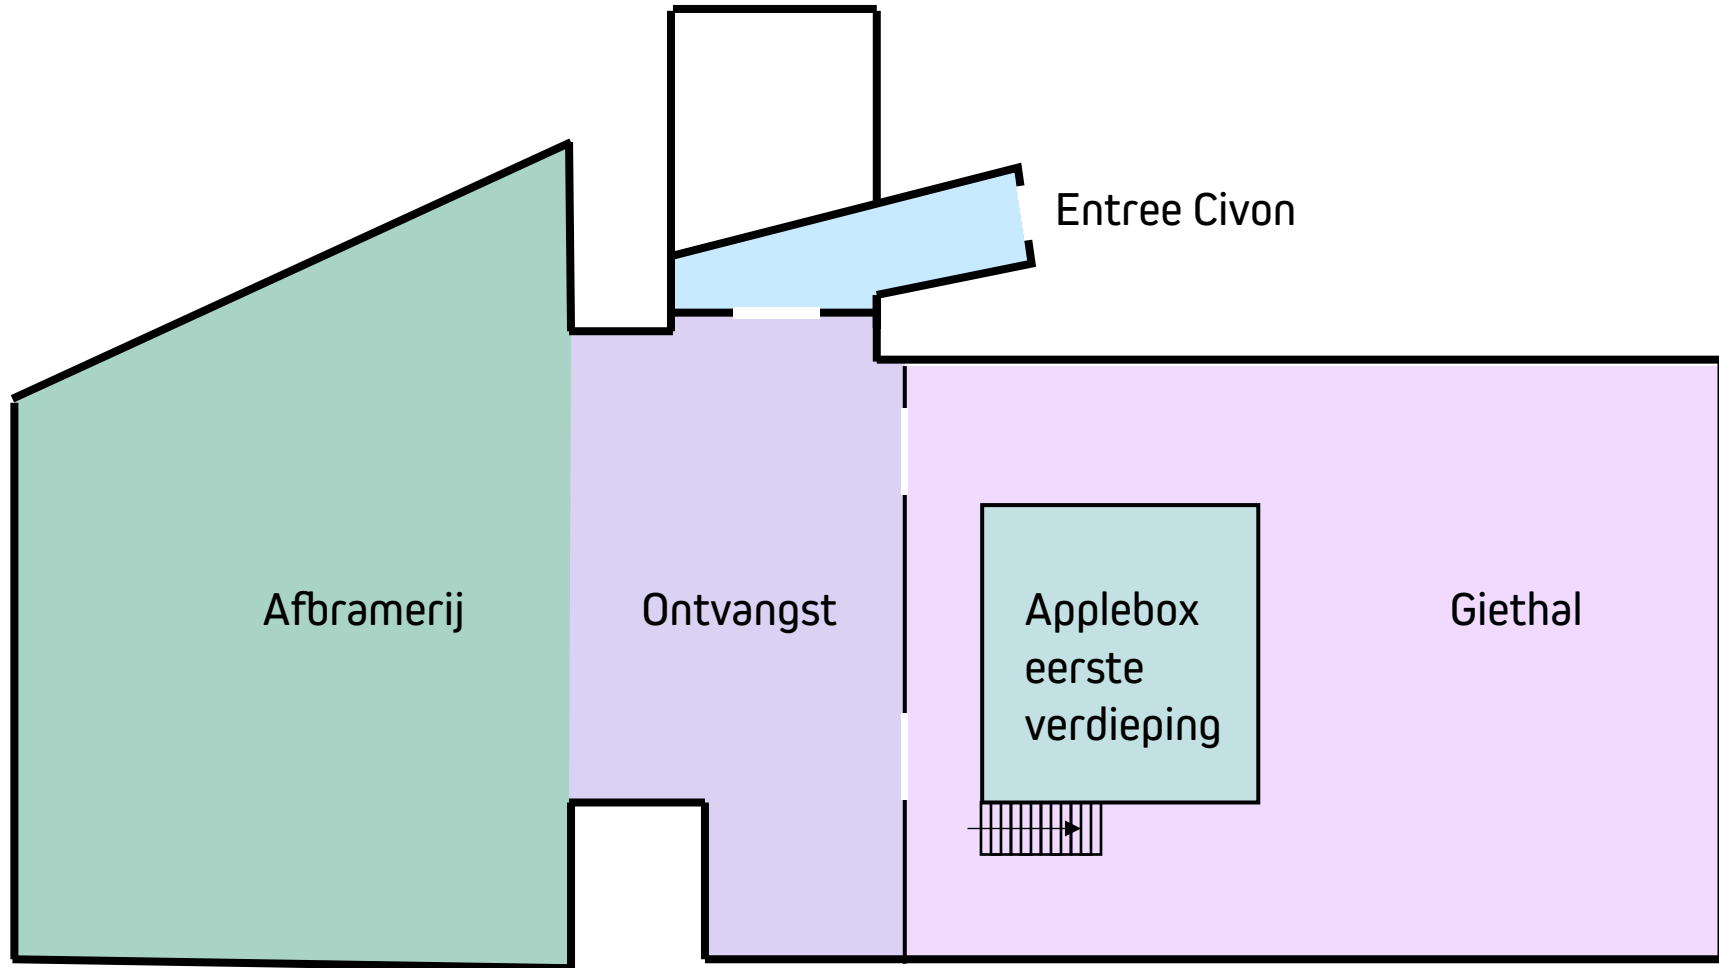 Entree Civon
Afbramerij
Ontvangst
Applebox
eerste
verdieping
Giethal